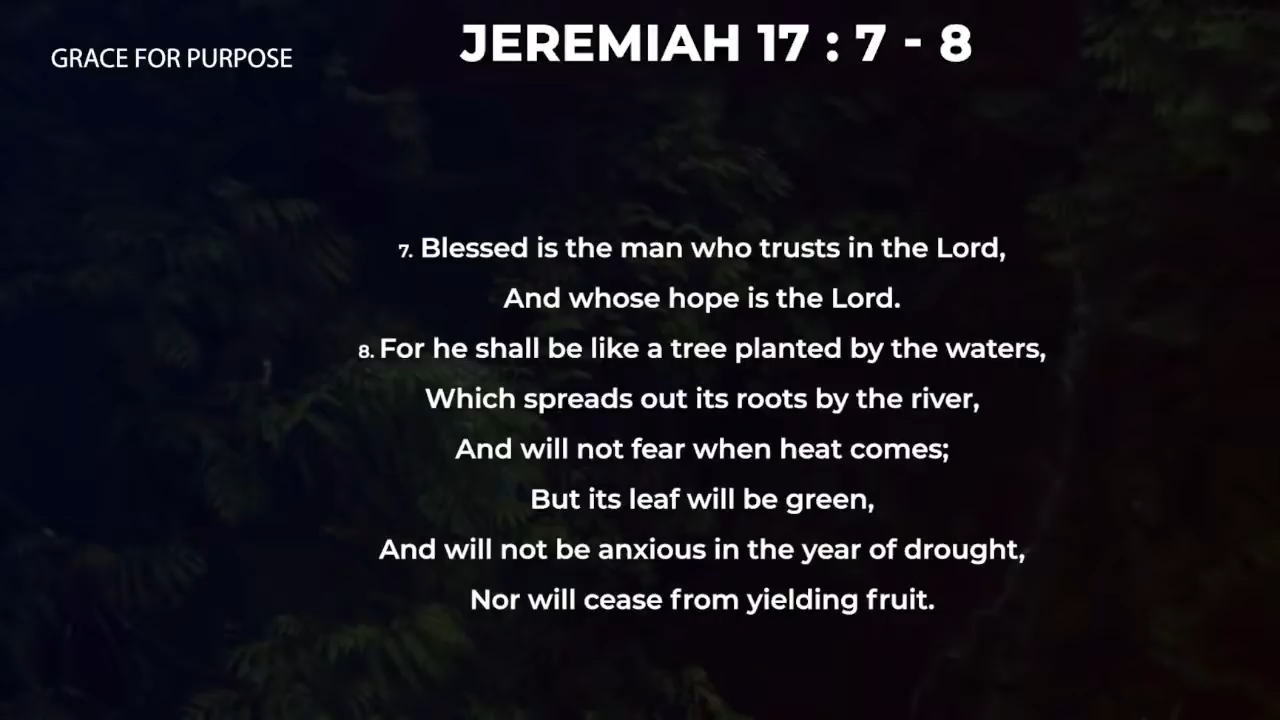 GRACE FOR PURPOSE
JEREMIAH 17 : 7 - 8
7. Blessed is the man who trusts in the Lord,
And whose hope is the Lord.
8. For he shall be like a tree planted by the waters,
Which spreads out its roots by the river,
And will not fear when heat comes;
But its leaf will be green,
And will not be anxious in the year of drought,
Nor will cease from yielding fruit.